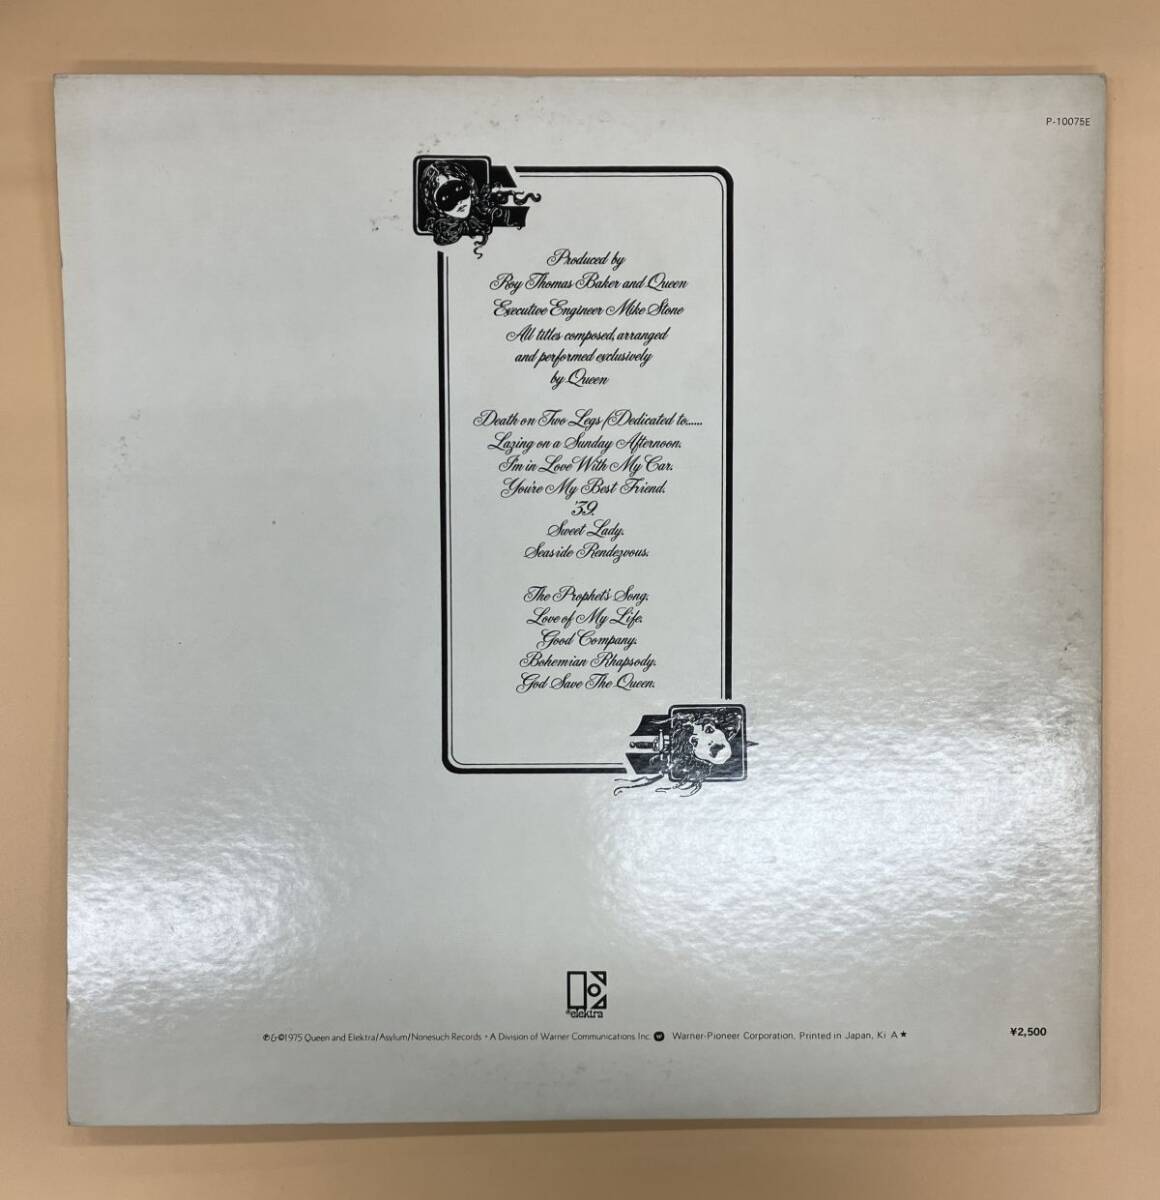 P-10075E
Produced by
Roy Thomas Baker and Queen
Executive Engineer Mike Stone
All titles composed, arranged
and performed exclusively
by Queen
Death on Two Legs (Dedicated to......
Lazing on a Sunday Afternoon.
I'm in Love With My Car.
You're My Best Friend.
'39.
Sweet Lady.
Seaside Rendezvous.
The Prophet's Song.
Love of My Life.
Good Company.
Bohemian Rhapsody.
God Save The Queen.
elektra
℗&©1975 Queen and Elektra/Asylum/Nonesuch Records • A Division of Warner Communications Inc. Warner-Pioneer Corporation, Printed in Japan, Ki A★
¥2,500